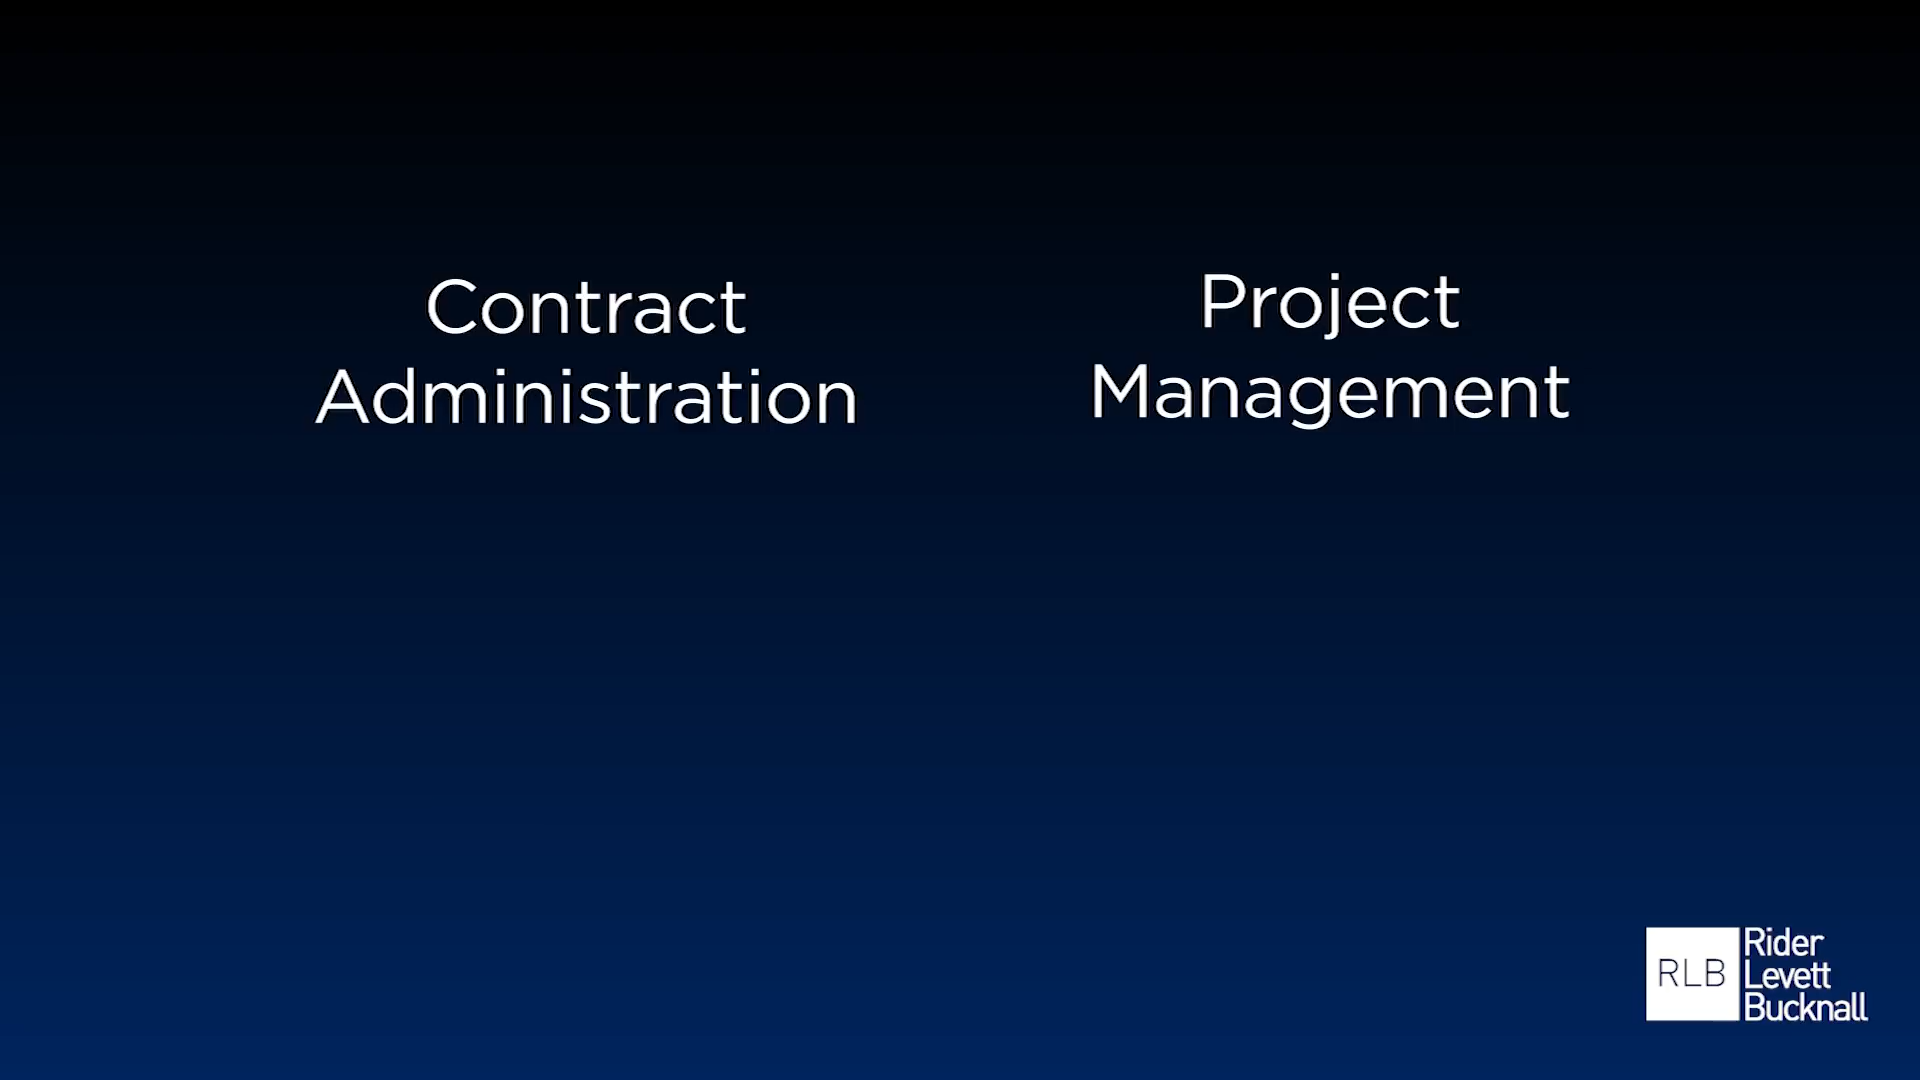 Contract
Administration
Project
Management
RLB
Rider
Levett
Bucknall